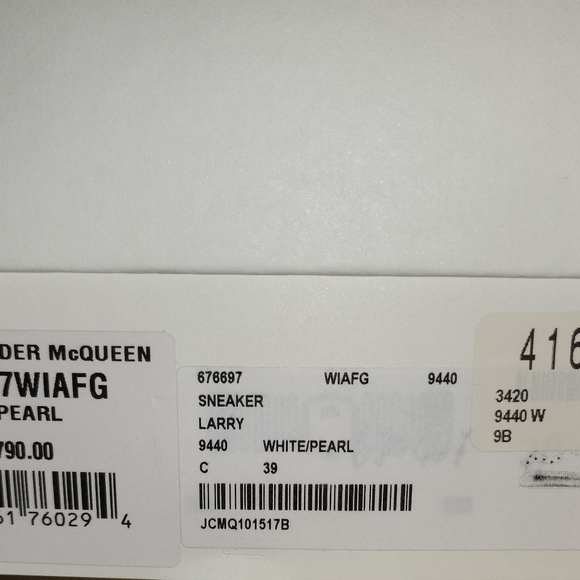 DER McQUEEN
7WIAFG
PEARL
790.00
61 76029 4
676697 WIAFG 9440
SNEAKER
LARRY
9440 WHITE/PEARL
C 39
JCMQ101517B
416
3420
9440 W
9B